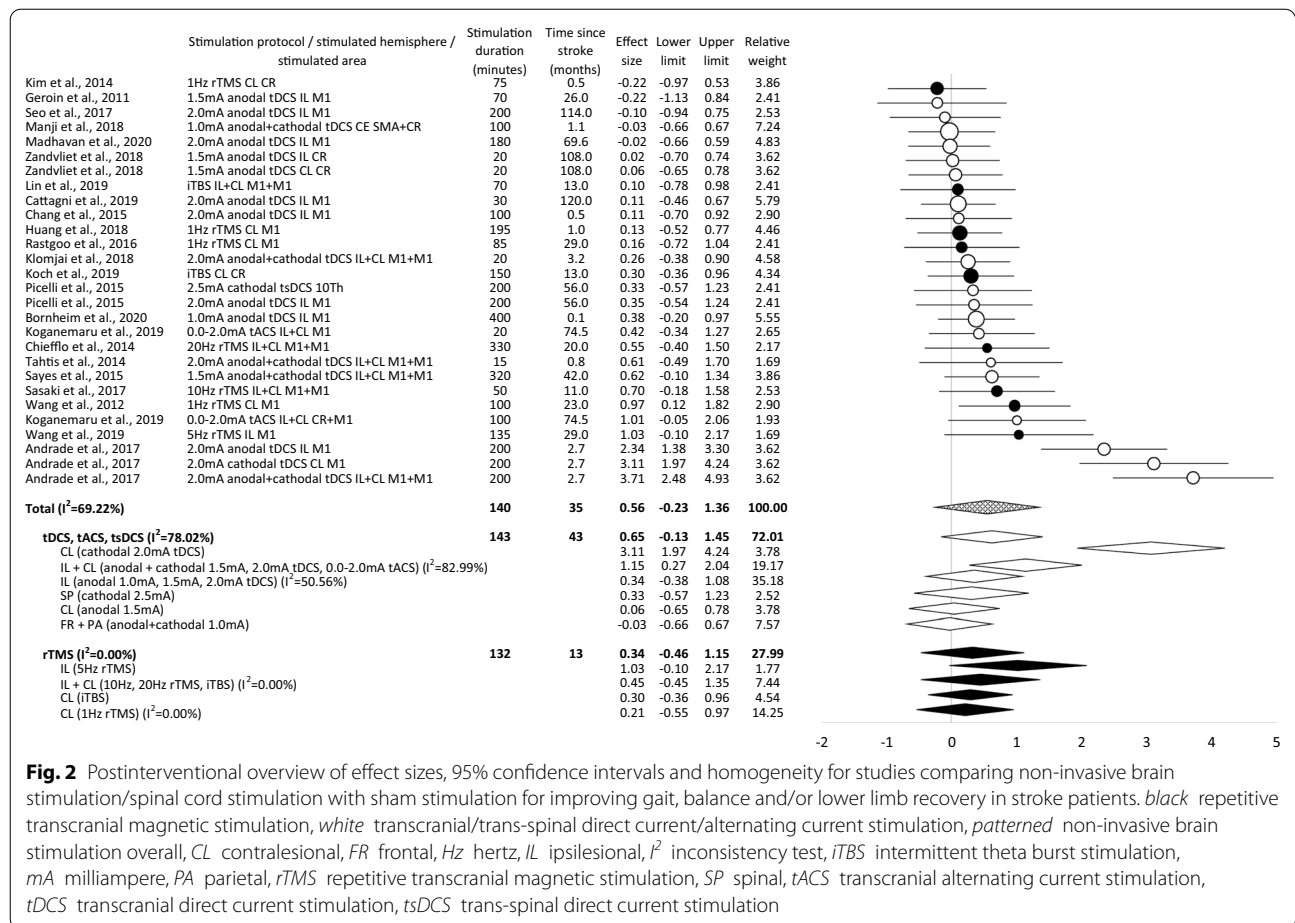 Stimulation protocol / stimulated hemisphere / stimulated area Stimulation duration (minutes) Time since stroke (months) Effect size Lower limit Upper limit Relative weight
Kim et al., 2014 1Hz rTMS CL CR 75 0.5 -0.22 -0.97 0.53 3.86
Geroin et al., 2011 1.5mA anodal tDCS IL M1 70 26.0 -0.22 -1.13 0.84 2.41
Seo et al., 2017 2.0mA anodal tDCS IL M1 200 114.0 -0.10 -0.94 0.75 2.53
Manji et al., 2018 1.0mA anodal+cathodal tDCS CE SMA+CR 100 1.1 -0.03 -0.66 0.67 7.24
Madhavan et al., 2020 2.0mA anodal tDCS IL M1 180 69.6 -0.02 -0.66 0.59 4.83
Zandvliet et al., 2018 1.5mA anodal tDCS IL CR 20 108.0 0.02 -0.70 0.74 3.62
Zandvliet et al., 2018 1.5mA anodal tDCS CL CR 20 108.0 0.06 -0.65 0.78 3.62
Lin et al., 2019 iTBS IL+CL M1+M1 70 13.0 0.10 -0.78 0.98 2.41
Cattagni et al., 2019 2.0mA anodal tDCS IL M1 30 120.0 0.11 -0.46 0.67 5.79
Chang et al., 2015 2.0mA anodal tDCS IL M1 100 0.5 0.11 -0.70 0.92 2.90
Huang et al., 2018 1Hz rTMS CL M1 195 1.0 0.13 -0.52 0.77 4.46
Rastgoo et al., 2016 1Hz rTMS CL M1 85 29.0 0.16 -0.72 1.04 2.41
Klomjai et al., 2018 2.0mA anodal+cathodal tDCS IL+CL M1+M1 20 3.2 0.26 -0.38 0.90 4.58
Koch et al., 2019 iTBS CL CR 150 13.0 0.30 -0.36 0.96 4.34
Picelli et al., 2015 2.5mA cathodal tsDCS 10Th 200 56.0 0.33 -0.57 1.23 2.41
Picelli et al., 2015 2.0mA anodal tDCS IL M1 200 56.0 0.35 -0.54 1.24 2.41
Bornheim et al., 2020 1.0mA anodal tDCS IL M1 400 0.1 0.38 -0.20 0.97 5.55
Koganemaru et al., 2019 0.0-2.0mA tACS IL+CL M1 20 74.5 0.42 -0.34 1.27 2.65
Chiefflo et al., 2014 20Hz rTMS IL+CL M1+M1 330 20.0 0.55 -0.40 1.50 2.17
Tahtis et al., 2014 2.0mA anodal+cathodal tDCS IL+CL M1+M1 15 0.8 0.61 -0.49 1.70 1.69
Sayes et al., 2015 1.5mA anodal+cathodal tDCS IL+CL M1+M1 320 42.0 0.62 -0.10 1.34 3.86
Sasaki et al., 2017 10Hz rTMS IL+CL M1+M1 50 11.0 0.70 -0.18 1.58 2.53
Wang et al., 2012 1Hz rTMS CL M1 100 23.0 0.97 0.12 1.82 2.90
Koganemaru et al., 2019 0.0-2.0mA tACS IL+CL CR+M1 100 74.5 1.01 -0.05 2.06 1.93
Wang et al., 2019 5Hz rTMS IL M1 135 29.0 1.03 -0.10 2.17 1.69
Andrade et al., 2017 2.0mA anodal tDCS IL M1 200 2.7 2.34 1.38 3.30 3.62
Andrade et al., 2017 2.0mA cathodal tDCS CL M1 200 2.7 3.11 1.97 4.24 3.62
Andrade et al., 2017 2.0mA anodal+cathodal tDCS IL+CL M1+M1 200 2.7 3.71 2.48 4.93 3.62
Total (I²=69.22%) 140 35 0.56 -0.23 1.36 100.00
tDCS, tACS, tsDCS (I²=78.02%) 143 43 0.65 -0.13 1.45 72.01
CL (cathodal 2.0mA tDCS) 3.11 1.97 4.24 3.78
IL + CL (anodal + cathodal 1.5mA, 2.0mA tDCS, 0.0-2.0mA tACS) (I²=82.99%) 1.15 0.27 2.04 19.17
IL (anodal 1.0mA, 1.5mA, 2.0mA tDCS) (I²=50.56%) 0.34 -0.38 1.08 35.18
SP (cathodal 2.5mA) 0.33 -0.57 1.23 2.52
CL (anodal 1.5mA) 0.06 -0.65 0.78 3.78
FR + PA (anodal+cathodal 1.0mA) -0.03 -0.66 0.67 7.57
rTMS (I²=0.00%) 132 13 0.34 -0.46 1.15 27.99
IL (5Hz rTMS) 1.03 -0.10 2.17 1.77
IL + CL (10Hz, 20Hz rTMS, iTBS) (I²=0.00%) 0.45 -0.45 1.35 7.44
CL (iTBS) 0.30 -0.36 0.96 4.54
CL (1Hz rTMS) (I²=0.00%) 0.21 -0.55 0.97 14.25
-2 -1 0 1 2 3 4 5
Fig. 2 Postinterventional overview of effect sizes, 95% confidence intervals and homogeneity for studies comparing non-invasive brain
stimulation/spinal cord stimulation with sham stimulation for improving gait, balance and/or lower limb recovery in stroke patients. black repetitive
transcranial magnetic stimulation, white transcranial/trans-spinal direct current/alternating current stimulation, patterned non-invasive brain
stimulation overall, CL contralesional, FR frontal, Hz hertz, IL ipsilesional, I² inconsistency test, iTBS intermittent theta burst stimulation,
mA milliampere, PA parietal, rTMS repetitive transcranial magnetic stimulation, SP spinal, tACS transcranial alternating current stimulation,
tDCS transcranial direct current stimulation, tsDCS trans-spinal direct current stimulation